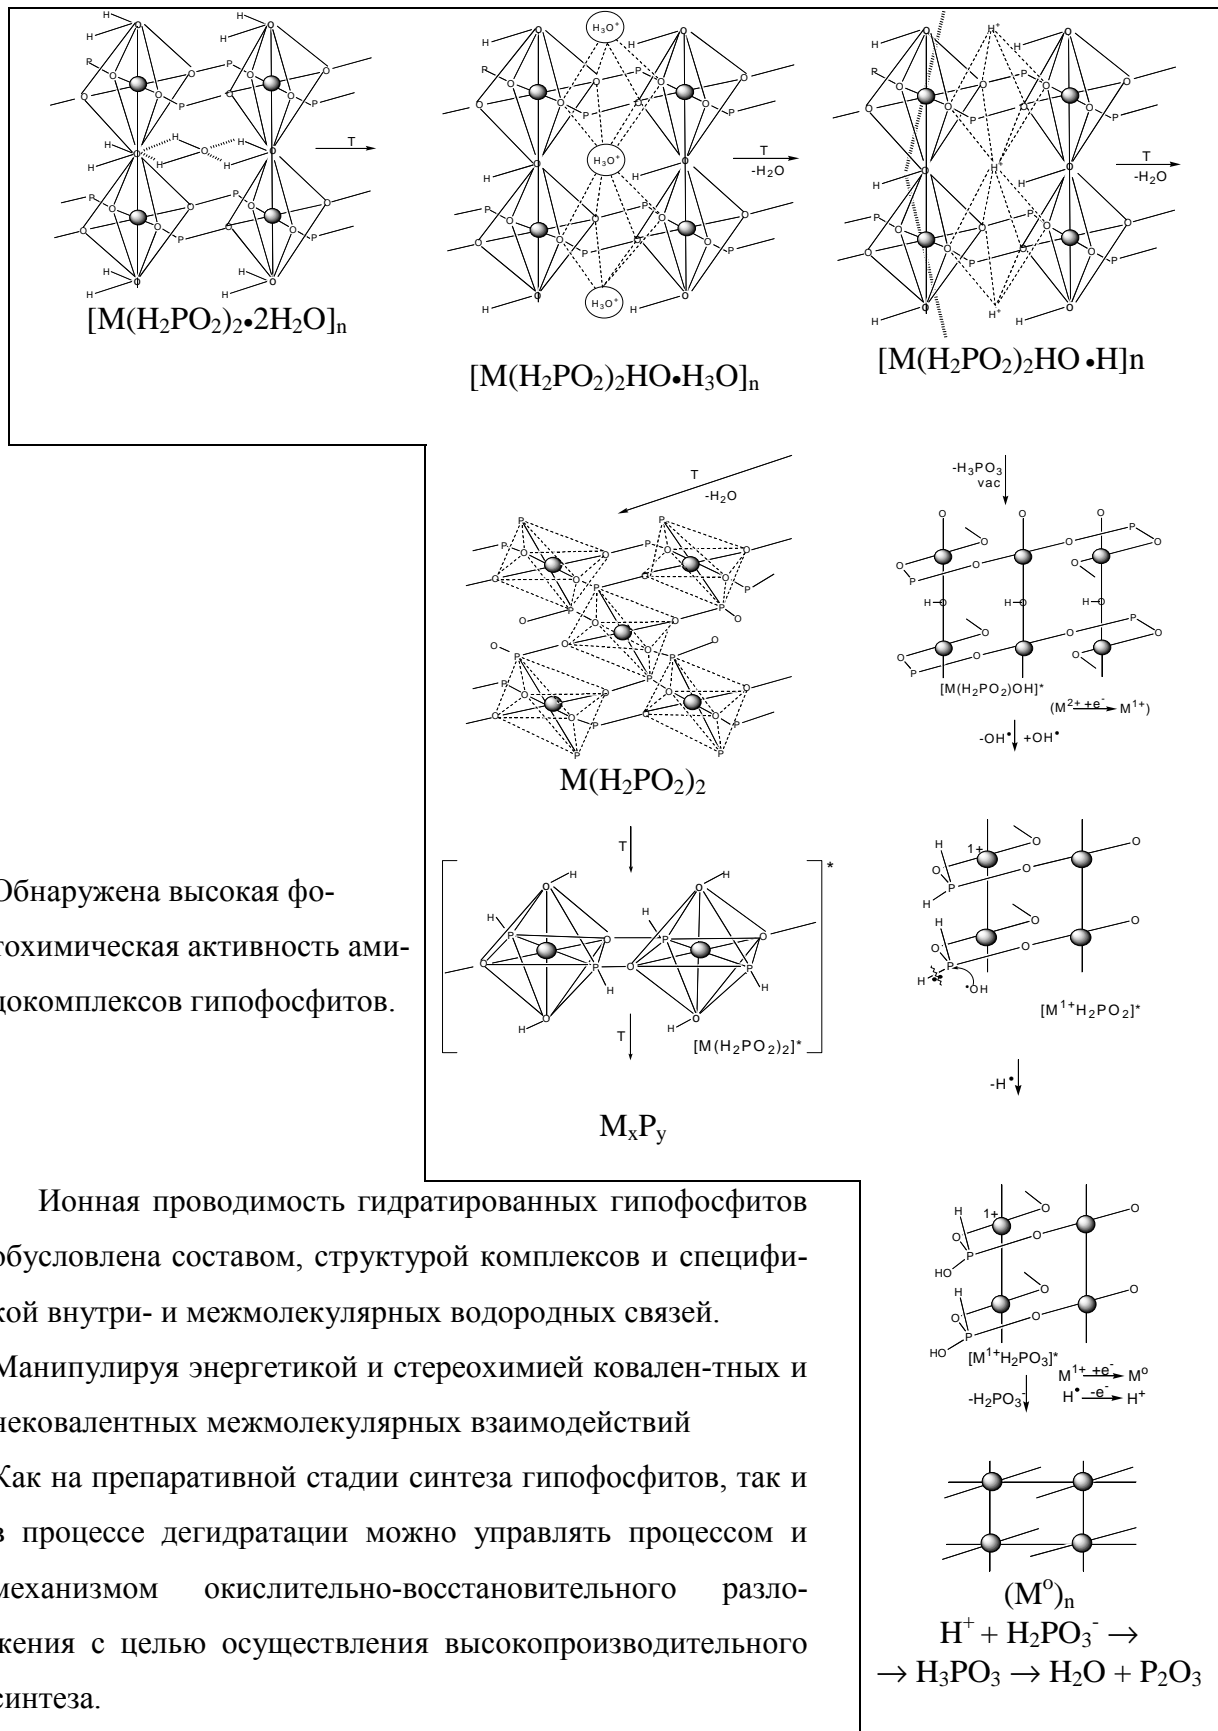 T
T
-H₂O
T
-H₂O
[M(H₂PO₂)₂•2H₂O]n
[M(H₂PO₂)₂HO•H₃O]n
[M(H₂PO₂)₂HO •H]n
T
-H₂O
-H₃PO₃
vac
[M(H₂PO₂)OH]*
(M²⁺ +e⁻ → M¹⁺)
-OH• +OH•
M(H₂PO₂)₂
T
*
1+
[M(H₂PO₂)₂]*
T
•OH
[M¹⁺H₂PO₂]*
-H•
MxPy
Обнаружена высокая фо-
тохимическая активность ами-
докомплексов гипофосфитов.
Ионная проводимость гидратированных гипофосфитов
обусловлена составом, структурой комплексов и специфи-
кой внутри- и межмолекулярных водородных связей.
Манипулируя энергетикой и стереохимией ковален-тных и
нековалентных межмолекулярных взаимодействий
Как на препаративной стадии синтеза гипофосфитов, так и
в процессе дегидратации можно управлять процессом и
механизмом окислительно-восстановительного разло-
жения с целью осуществления высокопроизводительного
синтеза.
1+
[M¹⁺H₂PO₃]*
M¹⁺ +e⁻ → Mᵒ
-H₂PO₃⁻
H• -e⁻ → H⁺
(Mᵒ)n
H⁺ + H₂PO₃⁻ →
→ H₃PO₃ → H₂O + P₂O₃